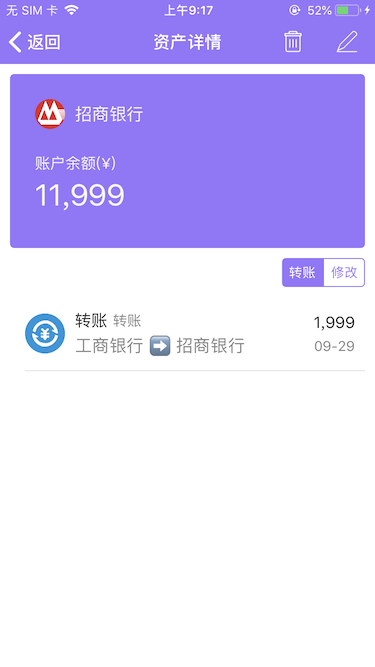 无 SIM 卡 上午9:17 52%
返回 资产详情
招商银行
账户余额(¥)
11,999
转账 修改
转账 转账 1,999
工商银行 ➡ 招商银行 09-29